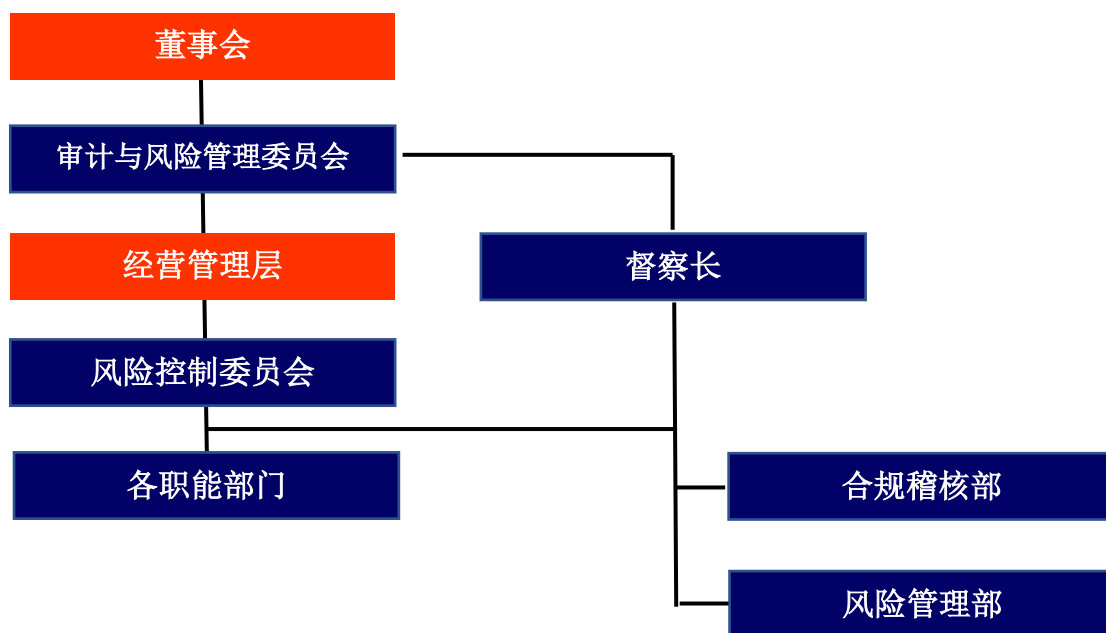 董事会
审计与风险管理委员会
经营管理层
督察长
风险控制委员会
各职能部门
合规稽核部
风险管理部